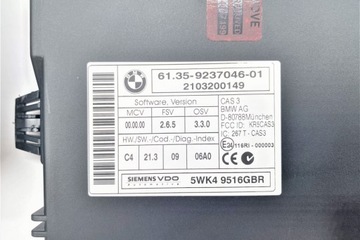 BMW
61.35-9237046-01
2103200149
Software, Version
MCV FSV OSV
00.00.00 2.6.5 3.3.0
HW./SW.-/Cod.-/Diag.-Index
C4 21.3 09 06A0
CAS 3
BMW AG
D-80788München
FCC ID: KR5CAS3
IC: 267 T - CAS3
SIEMENS VDO
Automotive
5WK4 9516GBR